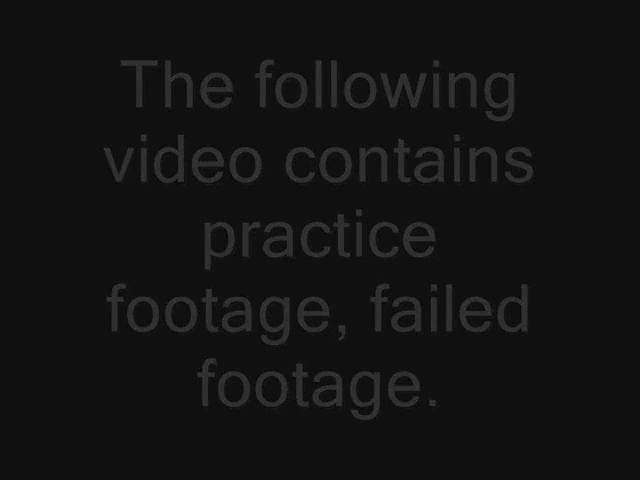 The following
video contains
practice
footage, failed
footage.